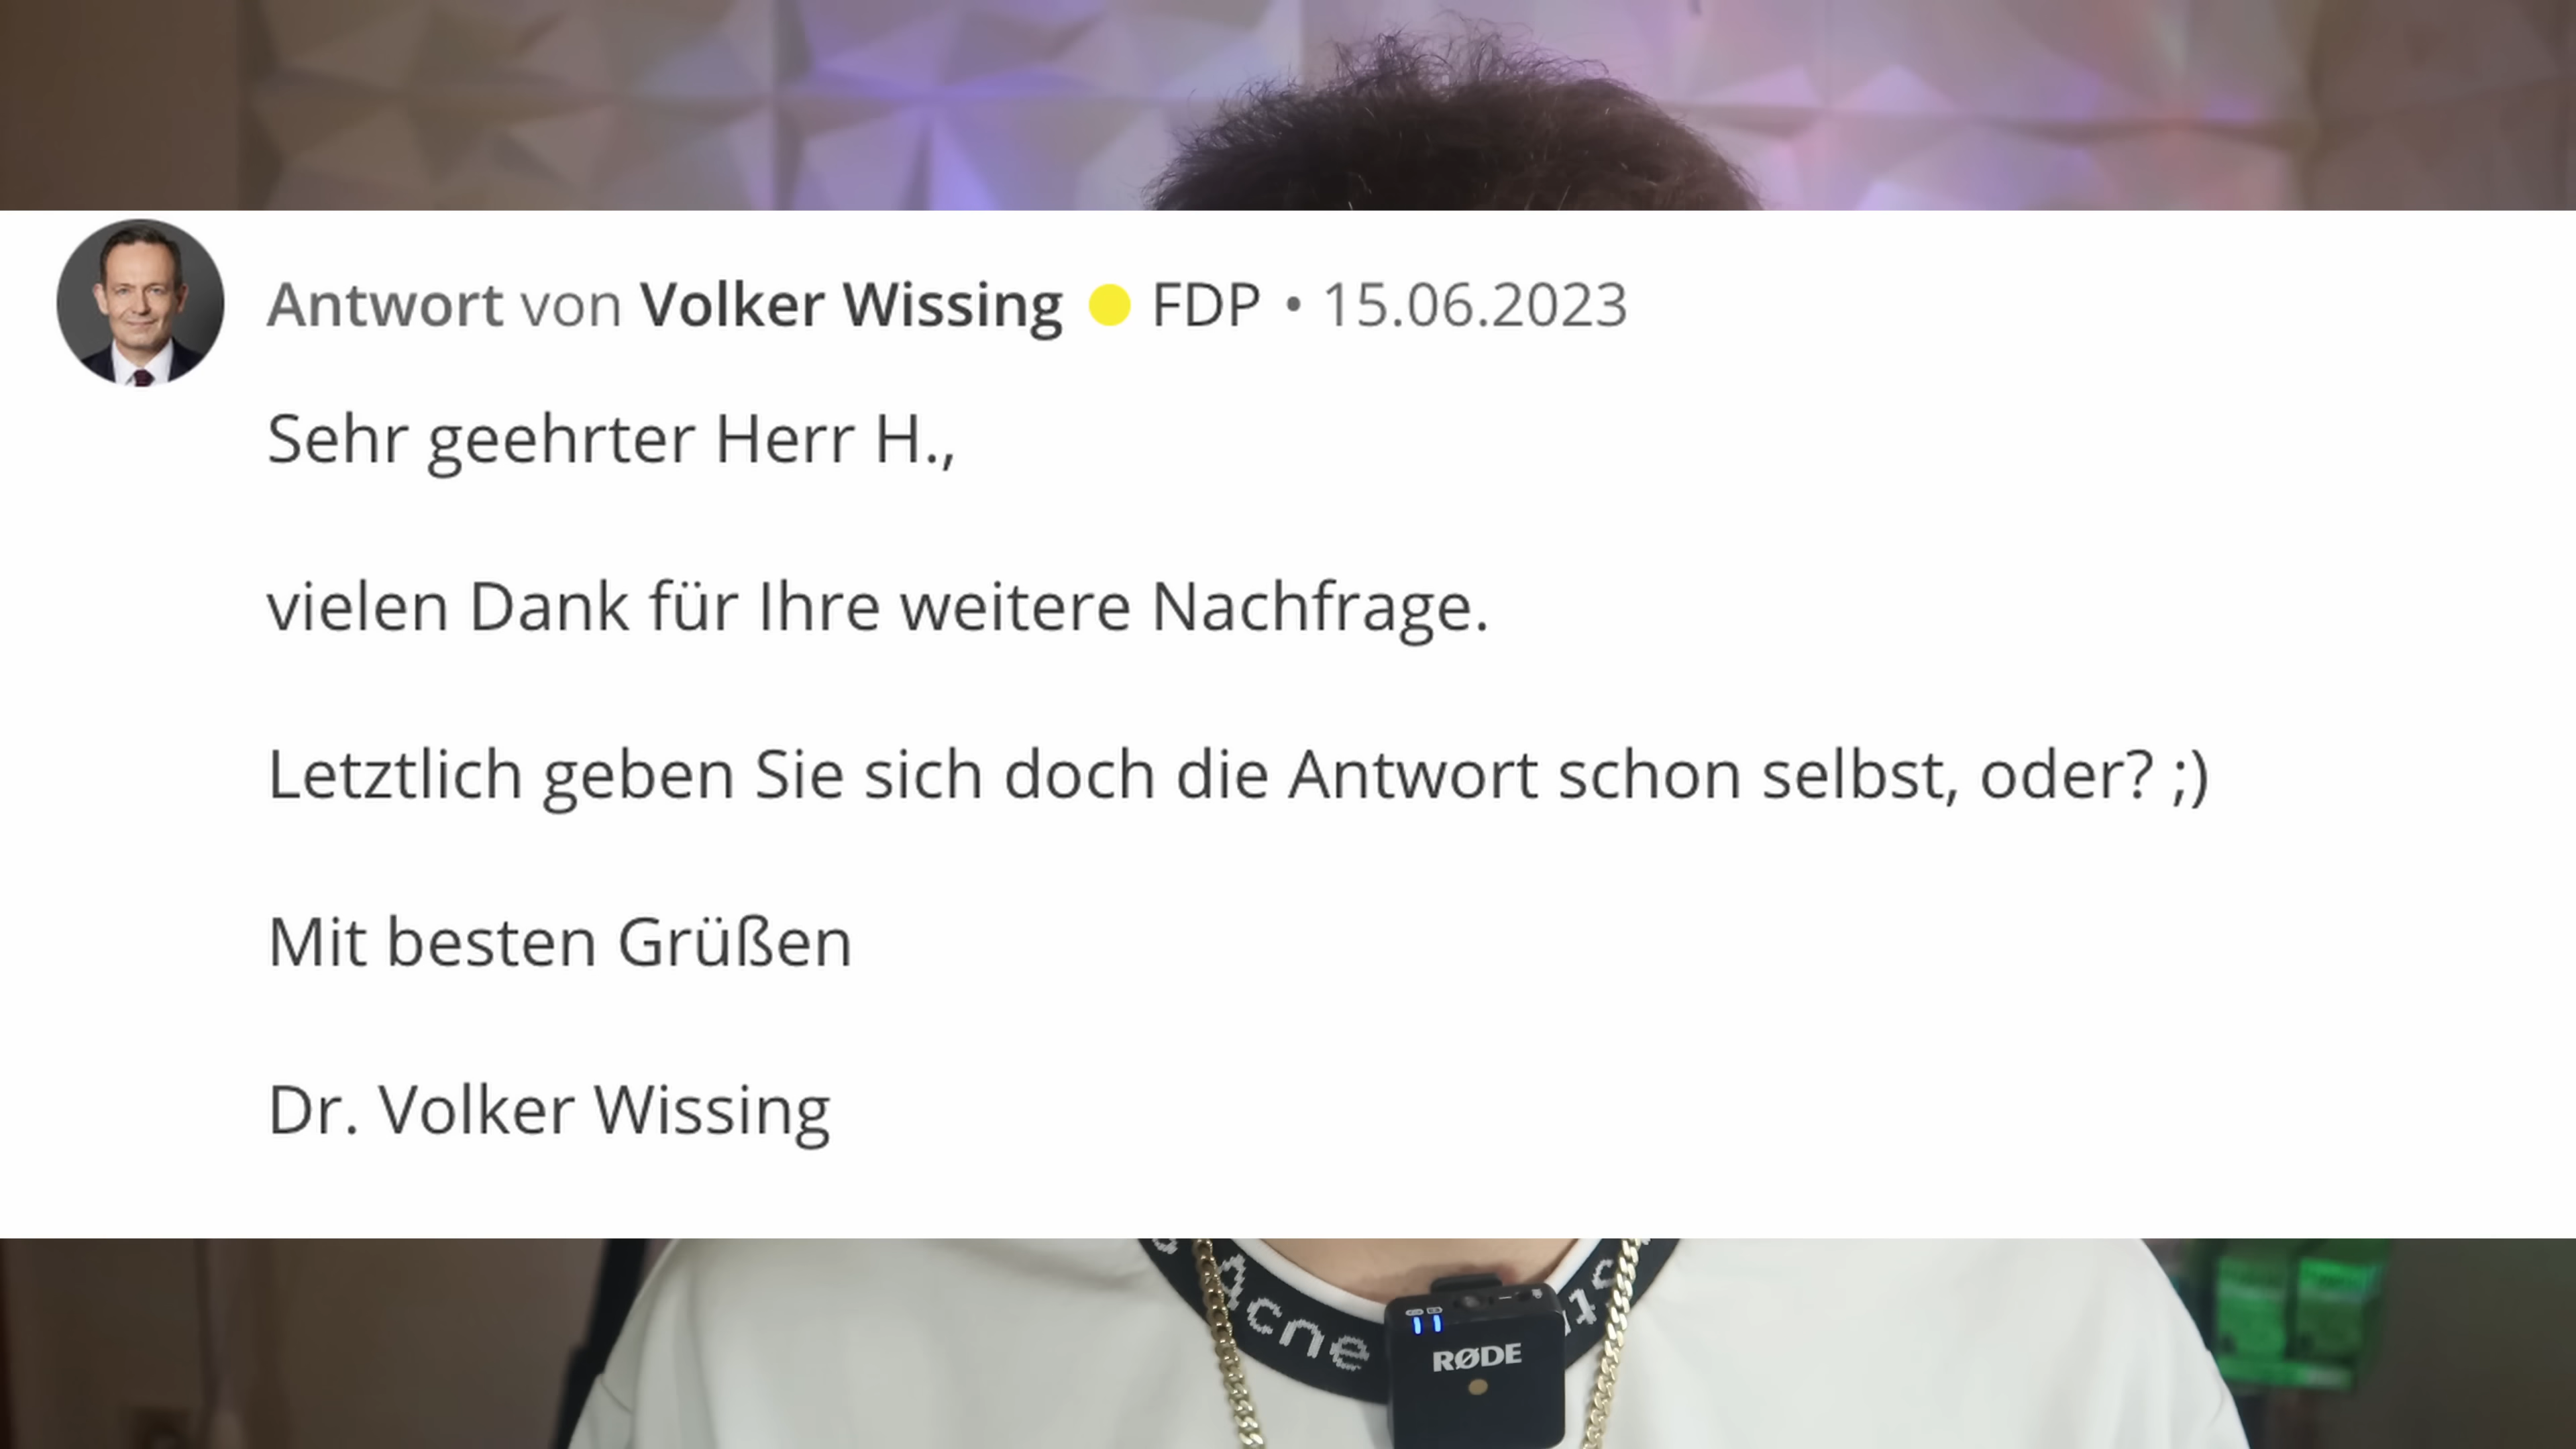 Antwort von Volker Wissing FDP • 15.06.2023
Sehr geehrter Herr H.,
vielen Dank für Ihre weitere Nachfrage.
Letztlich geben Sie sich doch die Antwort schon selbst, oder? ;)
Mit besten Grüßen
Dr. Volker Wissing
Acne
RØDE